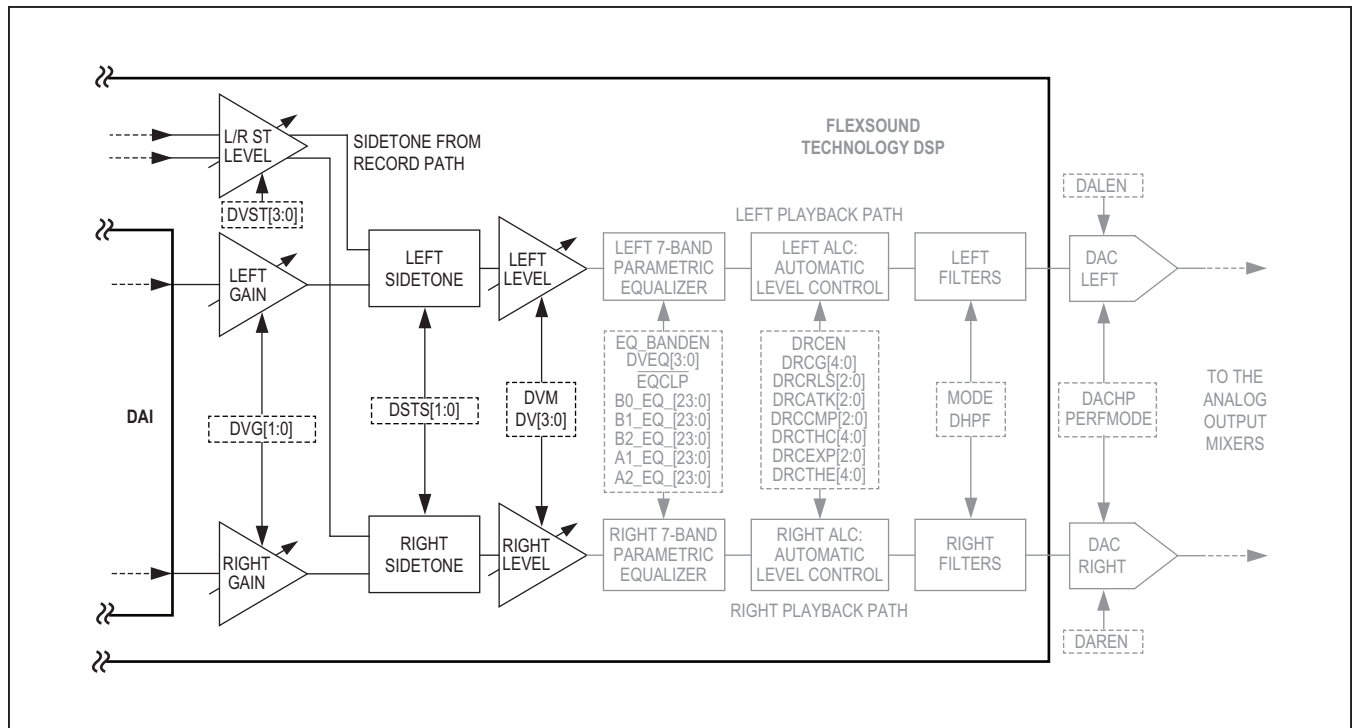 L/R ST
LEVEL
SIDETONE FROM
RECORD PATH
FLEXSOUND
TECHNOLOGY DSP
DVST[3:0]
DALEN
LEFT PLAYBACK PATH
LEFT
GAIN
LEFT
SIDETONE
LEFT
LEVEL
LEFT 7-BAND
PARAMETRIC
EQUALIZER
LEFT ALC:
AUTOMATIC
LEVEL CONTROL
LEFT
FILTERS
DAC
LEFT
DAI
DVG[1:0]
DSTS[1:0]
DVM
DV[3:0]
EQ_BANDEN
DVEQ[3:0]
EQCLP
B0_EQ_[23:0]
B1_EQ_[23:0]
B2_EQ_[23:0]
A1_EQ_[23:0]
A2_EQ_[23:0]
DRCEN
DRCG[4:0]
DRCRLS[2:0]
DRCATK[2:0]
DRCCMP[2:0]
DRCTHC[4:0]
DRCEXP[2:0]
DRCTHE[4:0]
MODE
DHPF
DACHP
PERFMODE
TO THE
ANALOG
OUTPUT
MIXERS
RIGHT
GAIN
RIGHT
SIDETONE
RIGHT
LEVEL
RIGHT 7-BAND
PARAMETRIC
EQUALIZER
RIGHT ALC:
AUTOMATIC
LEVEL CONTROL
RIGHT
FILTERS
DAC
RIGHT
RIGHT PLAYBACK PATH
DAREN